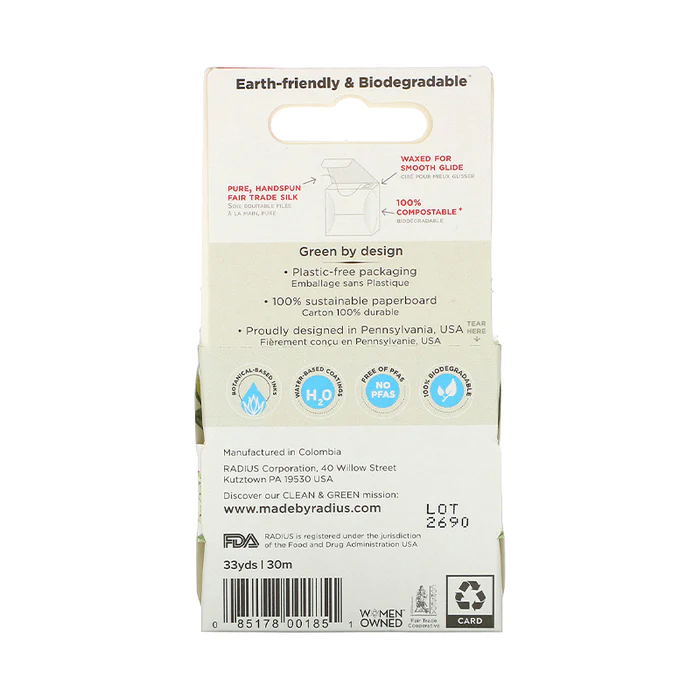 Earth-friendly & Biodegradable
WAXED FOR
SMOOTH GLIDE
CIRÉ POUR MIEUX GLISSER
PURE, HANDSPUN
FAIR TRADE SILK
SOIE ÉQUITABLE FILÉE
À LA MAIN, PURE
100%
COMPOSTABLE+
BIODÉGRADABLE
Green by design
• Plastic-free packaging
Emballage sans Plastique
• 100% sustainable paperboard
Carton 100% durable
• Proudly designed in Pennsylvania, USA
Fièrement conçu en Pennsylvanie, USA
TEAR
HERE
BOTANICAL-BASED INKS
WATER-BASED COATINGS
H2O
FREE OF PFAS
NO
PFAS
100% BIODEGRADABLE
Manufactured in Colombia
RADIUS Corporation, 40 Willow Street
Kutztown PA 19530 USA
Discover our CLEAN & GREEN mission:
www.madebyradius.com
LOT
2690
FDA
RADIUS is registered under the jurisdiction
of the Food and Drug Administration USA
33yds | 30m
0 85178 00185 1
WOMEN
OWNED
Fair Trade
Cooperative
CARD